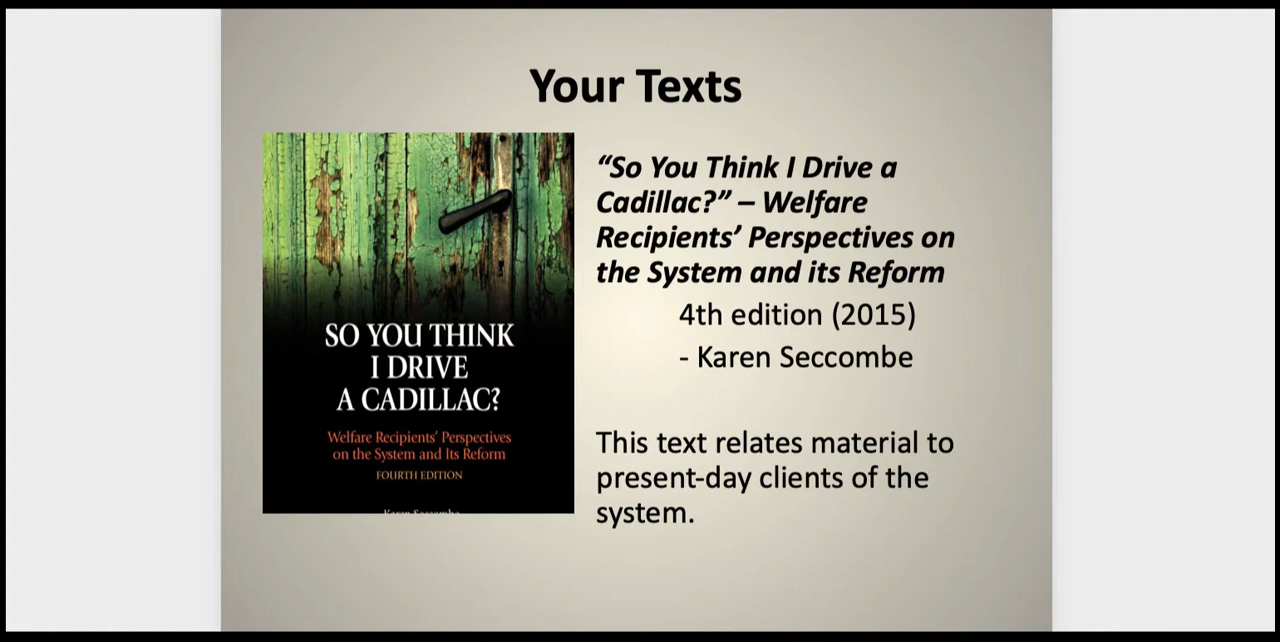 Your Texts
SO YOU THINK
I DRIVE
A CADILLAC?
Welfare Recipients' Perspectives
on the System and Its Reform
FOURTH EDITION
“So You Think I Drive a
Cadillac?” – Welfare
Recipients’ Perspectives on
the System and its Reform
4th edition (2015)
- Karen Seccombe
This text relates material to
present-day clients of the
system.